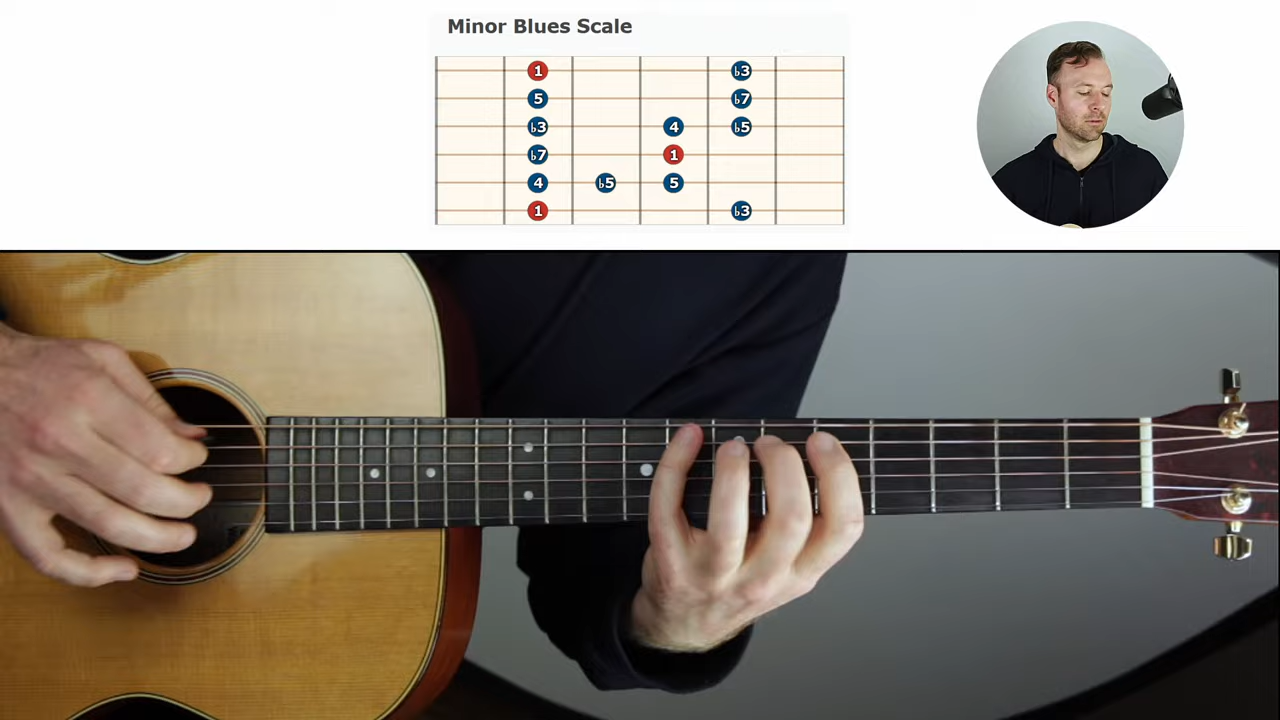 Minor Blues Scale
1 ♭3
5 ♭7
♭3 4 ♭5
♭7 1
4 ♭5 5
1 ♭3